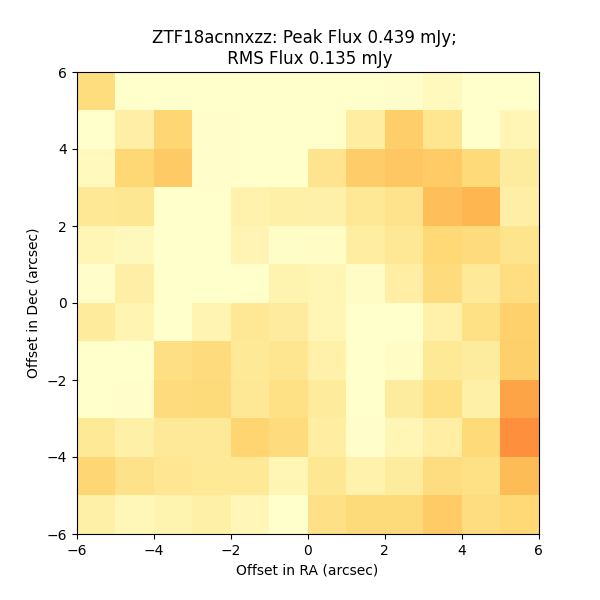 ZTF18acnnxzz: Peak Flux 0.439 mJy;
RMS Flux 0.135 mJy
6
4
2
0
−2
−4
−6
Offset in Dec (arcsec)
−6 −4 −2 0 2 4 6
Offset in RA (arcsec)